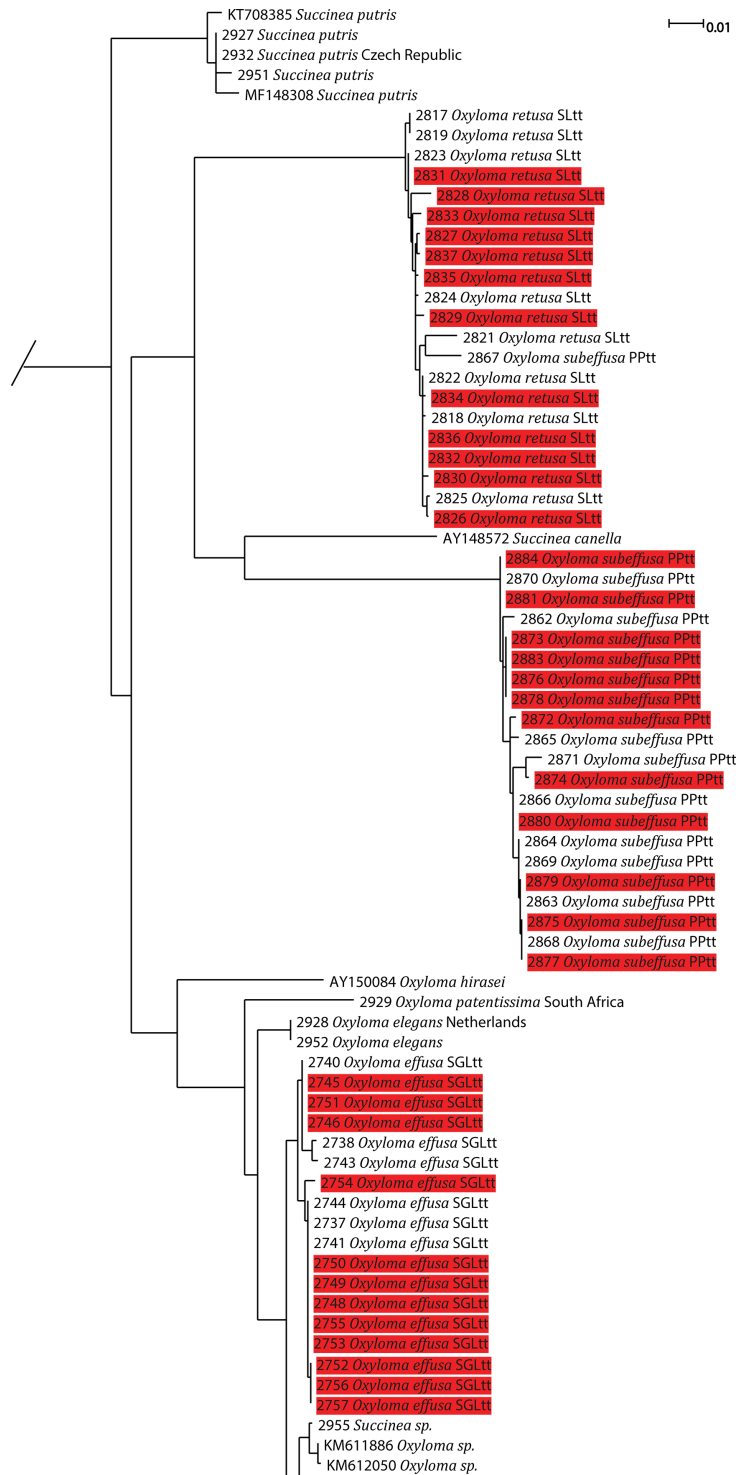 KT708385 Succinea putris
0.01
2927 Succinea putris
2932 Succinea putris Czech Republic
2951 Succinea putris
MF148308 Succinea putris
2817 Oxyloma retusa SLtt
2819 Oxyloma retusa SLtt
2823 Oxyloma retusa SLtt
2831 Oxyloma retusa SLtt
2828 Oxyloma retusa SLtt
2833 Oxyloma retusa SLtt
2827 Oxyloma retusa SLtt
2837 Oxyloma retusa SLtt
2835 Oxyloma retusa SLtt
2824 Oxyloma retusa SLtt
2829 Oxyloma retusa SLtt
2821 Oxyloma retusa SLtt
2867 Oxyloma subeffusa PPtt
2822 Oxyloma retusa SLtt
2834 Oxyloma retusa SLtt
2818 Oxyloma retusa SLtt
2836 Oxyloma retusa SLtt
2832 Oxyloma retusa SLtt
2830 Oxyloma retusa SLtt
2825 Oxyloma retusa SLtt
2826 Oxyloma retusa SLtt
AY148572 Succinea canella
2884 Oxyloma subeffusa PPtt
2870 Oxyloma subeffusa PPtt
2881 Oxyloma subeffusa PPtt
2862 Oxyloma subeffusa PPtt
2873 Oxyloma subeffusa PPtt
2883 Oxyloma subeffusa PPtt
2876 Oxyloma subeffusa PPtt
2878 Oxyloma subeffusa PPtt
2872 Oxyloma subeffusa PPtt
2865 Oxyloma subeffusa PPtt
2871 Oxyloma subeffusa PPtt
2874 Oxyloma subeffusa PPtt
2866 Oxyloma subeffusa PPtt
2880 Oxyloma subeffusa PPtt
2864 Oxyloma subeffusa PPtt
2869 Oxyloma subeffusa PPtt
2879 Oxyloma subeffusa PPtt
2863 Oxyloma subeffusa PPtt
2875 Oxyloma subeffusa PPtt
2868 Oxyloma subeffusa PPtt
2877 Oxyloma subeffusa PPtt
AY150084 Oxyloma hirasei
2929 Oxyloma patentissima South Africa
2928 Oxyloma elegans Netherlands
2952 Oxyloma elegans
2740 Oxyloma effusa SGLtt
2745 Oxyloma effusa SGLtt
2751 Oxyloma effusa SGLtt
2746 Oxyloma effusa SGLtt
2738 Oxyloma effusa SGLtt
2743 Oxyloma effusa SGLtt
2754 Oxyloma effusa SGLtt
2744 Oxyloma effusa SGLtt
2737 Oxyloma effusa SGLtt
2741 Oxyloma effusa SGLtt
2750 Oxyloma effusa SGLtt
2749 Oxyloma effusa SGLtt
2748 Oxyloma effusa SGLtt
2755 Oxyloma effusa SGLtt
2753 Oxyloma effusa SGLtt
2752 Oxyloma effusa SGLtt
2756 Oxyloma effusa SGLtt
2757 Oxyloma effusa SGLtt
2955 Succinea sp.
KM611886 Oxyloma sp.
KM612050 Oxyloma sp.